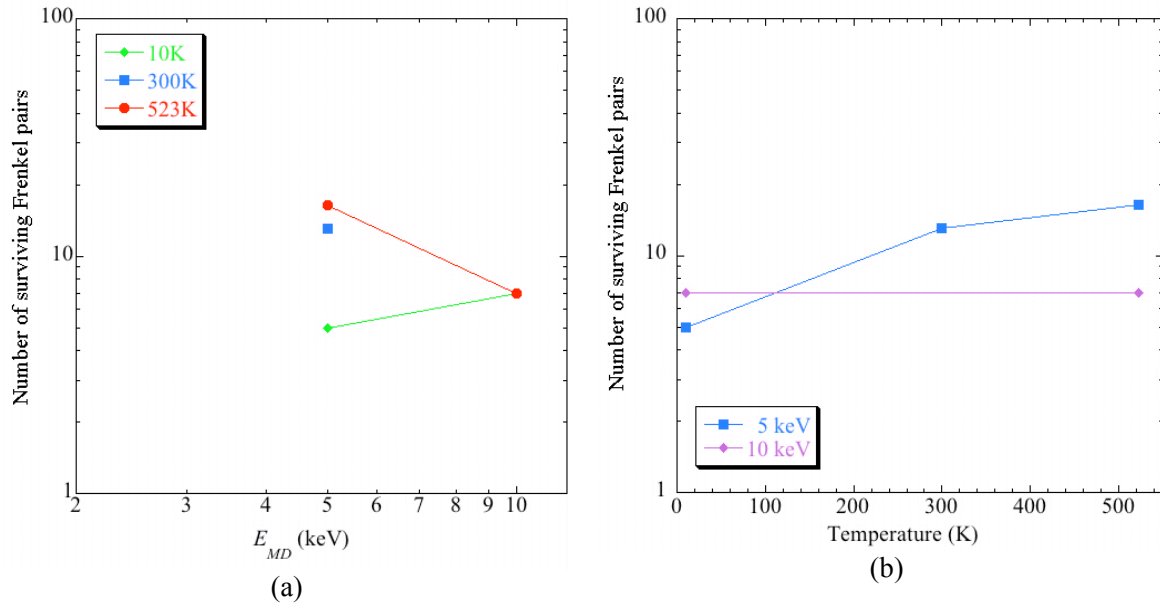 100
10
1
Number of surviving Frenkel pairs
10K
300K
523K
2 3 4 5 6 7 8 9 10
E_MD (keV)
(a)
100
10
1
Number of surviving Frenkel pairs
5 keV
10 keV
0 100 200 300 400 500
Temperature (K)
(b)